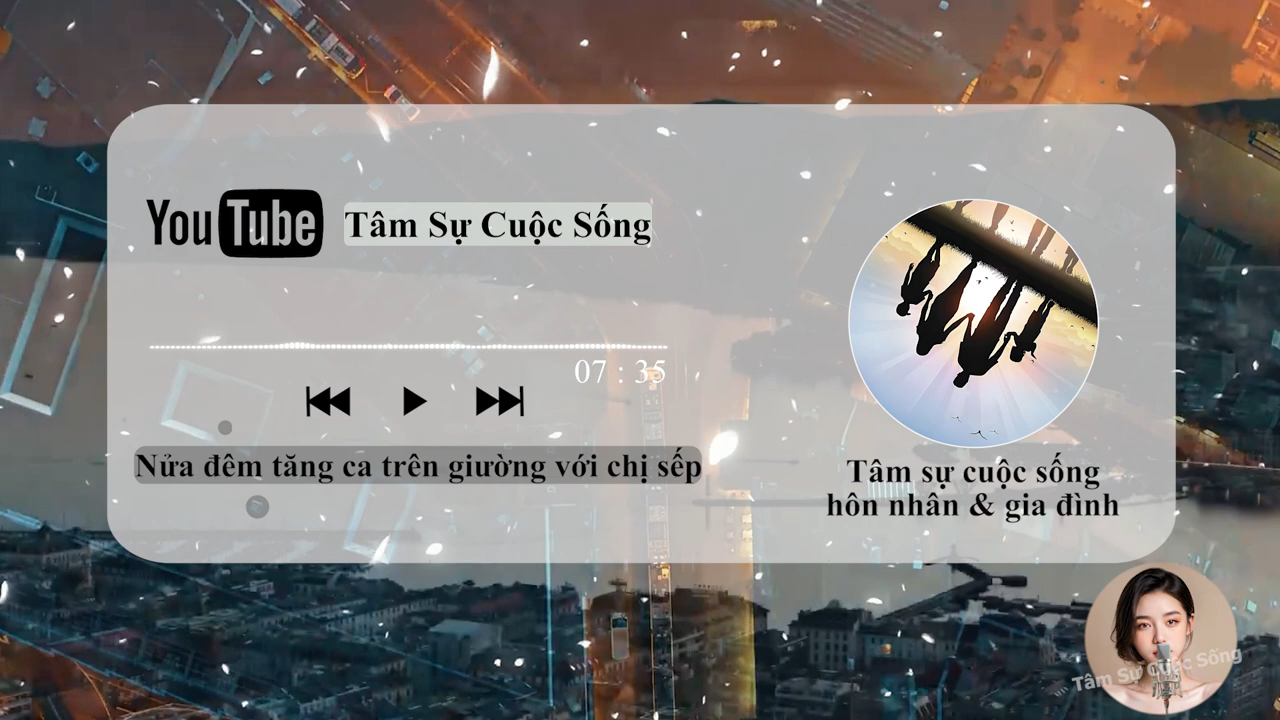 YouTube Tâm Sự Cuộc Sống
07 : 35
Nửa đêm tăng ca trên giường với chị sếp
Tâm sự cuộc sống
hôn nhân & gia đình
Tâm Sự Cuộc Sống